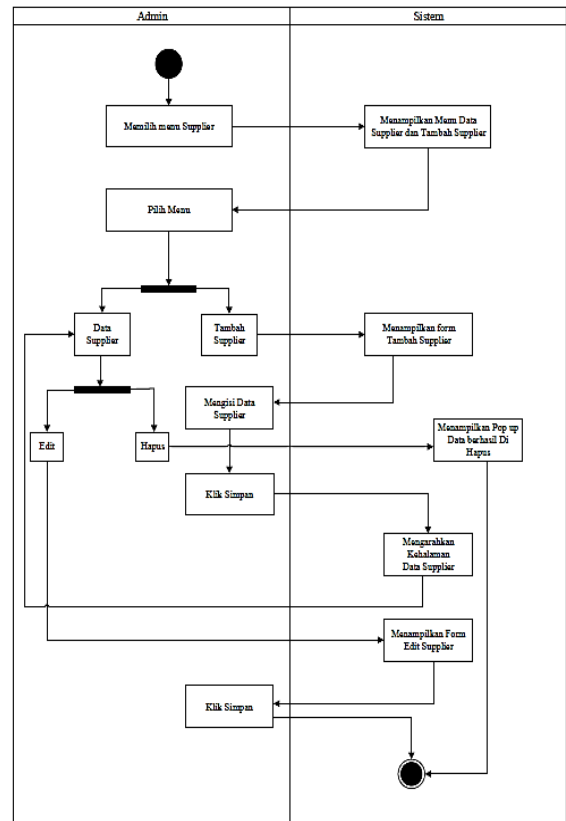 Admin
Sistem
Memilih menu Supplier
Menampilkan Menu Data
Supplier dan Tambah Supplier
Pilih Menu
Data
Supplier
Tambah
Supplier
Menampilkan form
Tambah Supplier
Mengisi Data
Supplier
Edit
Hapus
Menampilkan Pop up
Data berhasil Di
Hapus
Klik Simpan
Mengarahkan
Kehalaman
Data Supplier
Menampilkan Form
Edit Supplier
Klik Simpan